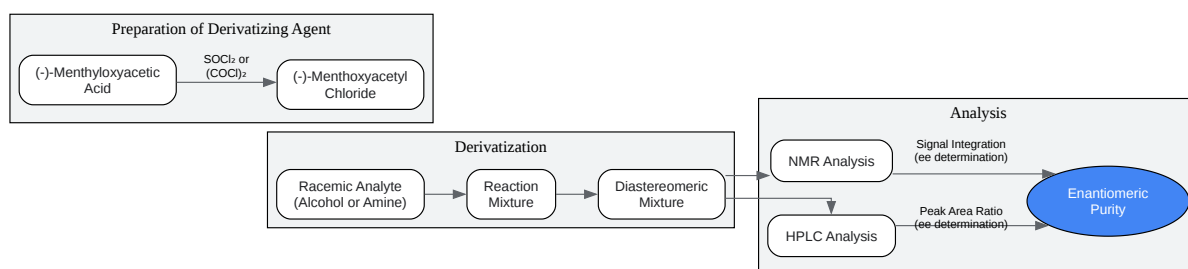 Preparation of Derivatizing Agent
(-)-Menthyloxyacetic
Acid
SOCl₂ or
(COCl)₂
(-)-Menthoxyacetyl
Chloride
Derivatization
Racemic Analyte
(Alcohol or Amine)
Reaction
Mixture
Diastereomeric
Mixture
Analysis
NMR Analysis
Signal Integration
(ee determination)
HPLC Analysis
Peak Area Ratio
(ee determination)
Enantiomeric
Purity